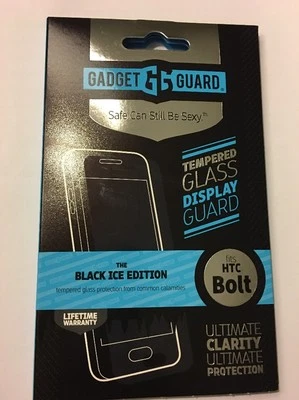 GADGET GG GUARD
Safe Can Still Be Sexy™
TEMPERED
GLASS
DISPLAY
GUARD
THE
BLACK ICE EDITION
tempered glass protection from common calamities
fits
HTC
Bolt
LIFETIME
WARRANTY
ULTIMATE
CLARITY
ULTIMATE
PROTECTION